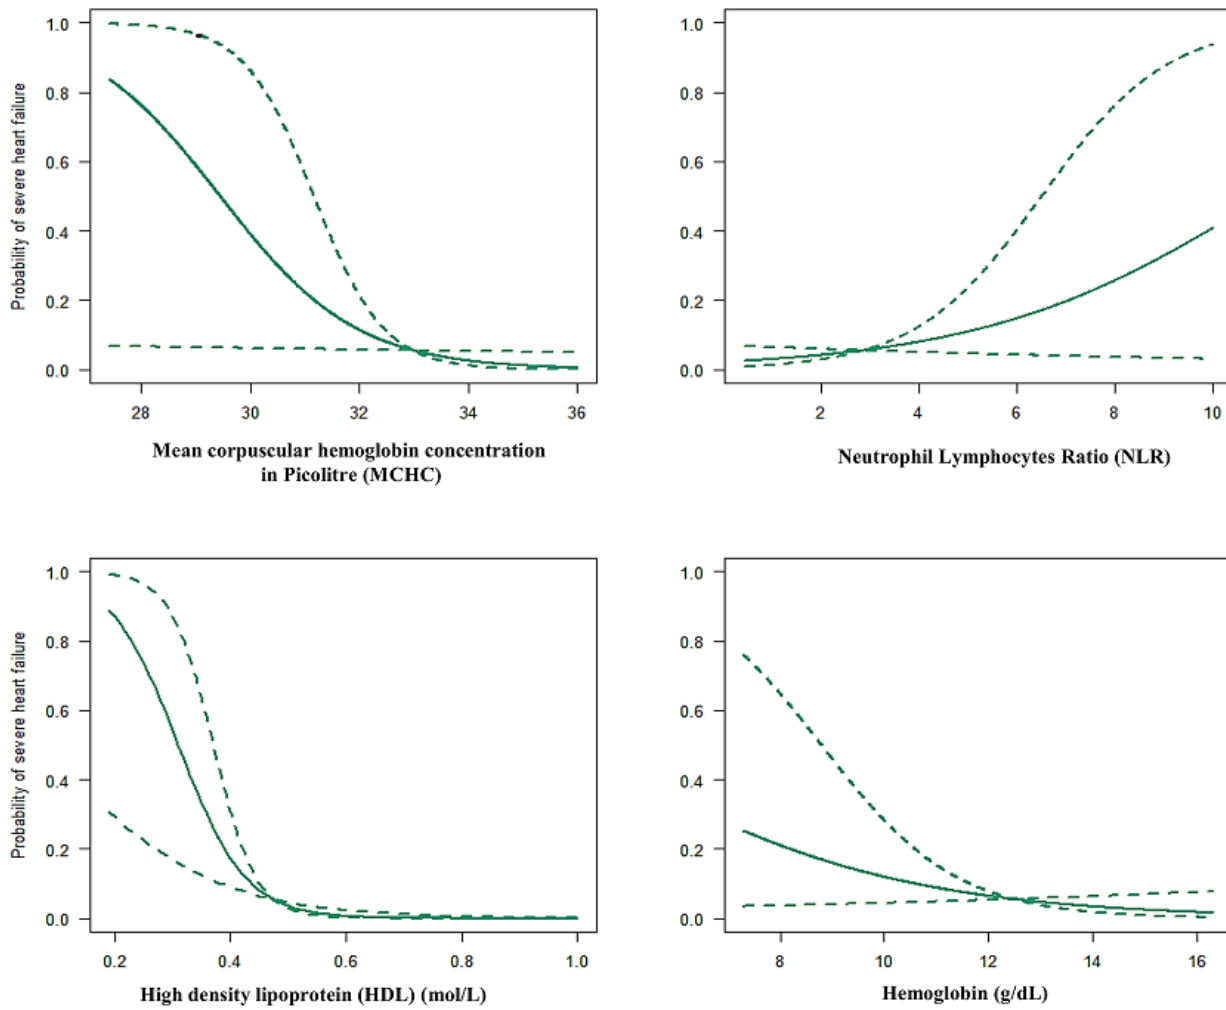 Probability of severe heart failure
1.0
0.8
0.6
0.4
0.2
0.0
28 30 32 34 36
Mean corpuscular hemoglobin concentration
in Picolitre (MCHC)
1.0
0.8
0.6
0.4
0.2
0.0
2 4 6 8 10
Neutrophil Lymphocytes Ratio (NLR)
Probability of severe heart failure
1.0
0.8
0.6
0.4
0.2
0.0
0.2 0.4 0.6 0.8 1.0
High density lipoprotein (HDL) (mol/L)
1.0
0.8
0.6
0.4
0.2
0.0
8 10 12 14 16
Hemoglobin (g/dL)